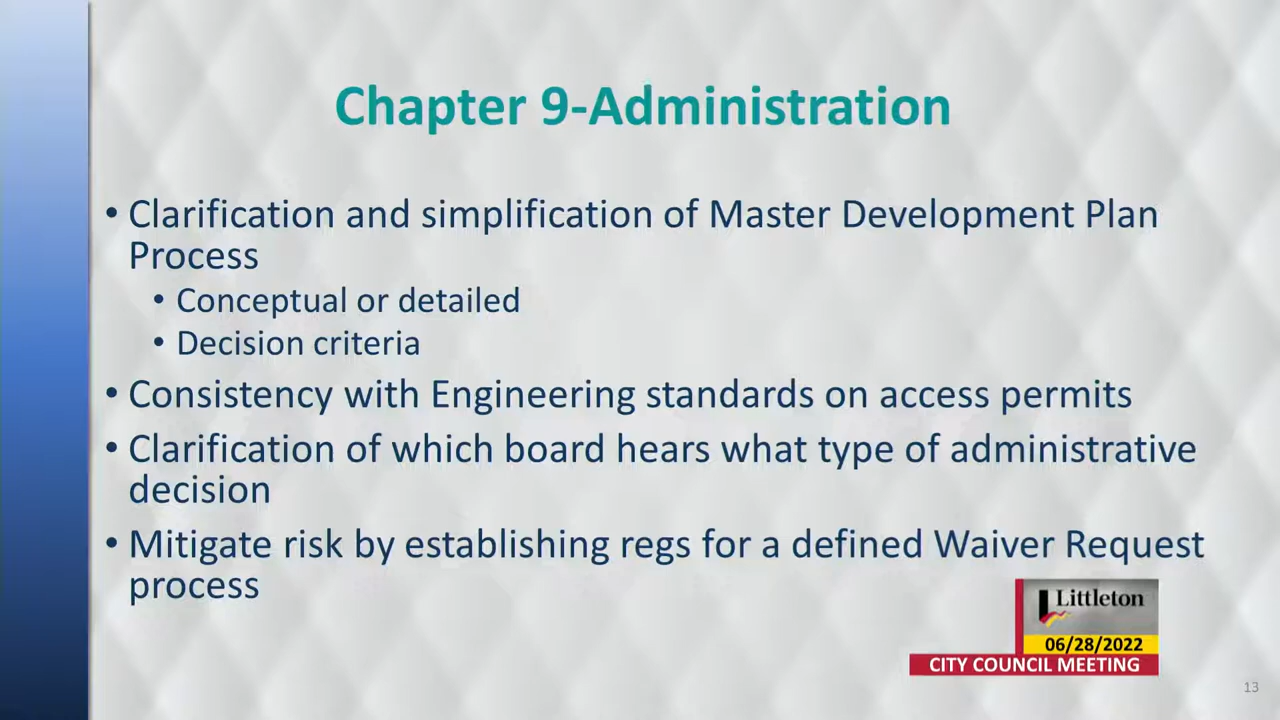 Chapter 9-Administration
• Clarification and simplification of Master Development Plan
Process
• Conceptual or detailed
• Decision criteria
• Consistency with Engineering standards on access permits
• Clarification of which board hears what type of administrative
decision
• Mitigate risk by establishing regs for a defined Waiver Request
process
Littleton
06/28/2022
CITY COUNCIL MEETING
13